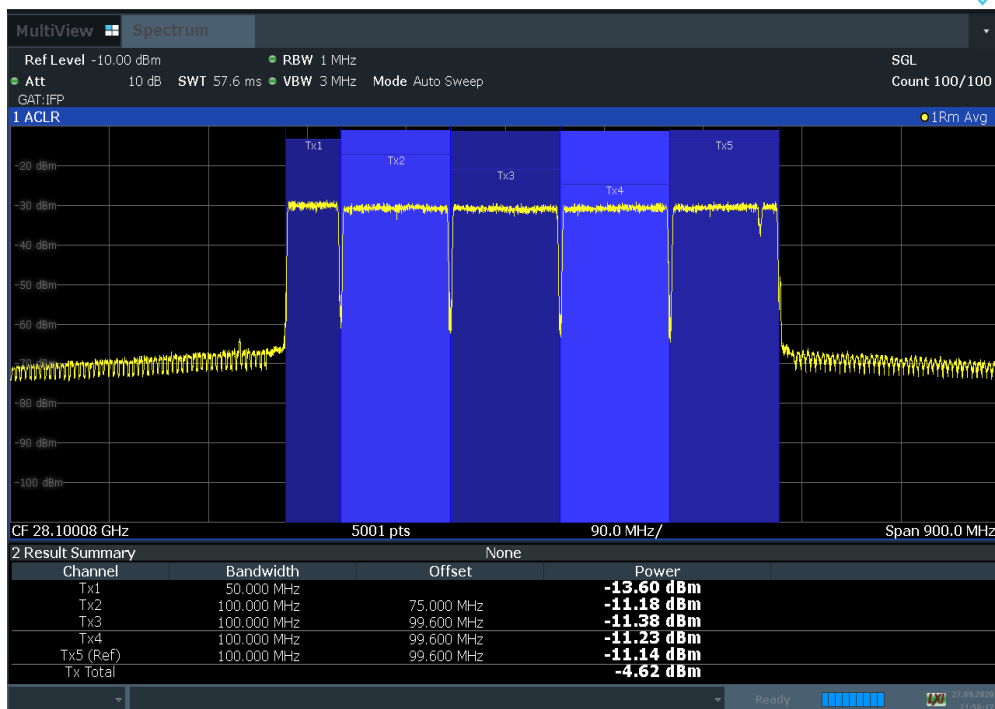 MultiView Spectrum
Ref Level -10.00 dBm RBW 1 MHz SGL
Att 10 dB SWT 57.6 ms VBW 3 MHz Mode Auto Sweep Count 100/100
GAT:IFP
1 ACLR 1Rm Avg
Tx1 Tx2 Tx3 Tx4 Tx5
-20 dBm
-30 dBm
-40 dBm
-50 dBm
-60 dBm
-70 dBm
-80 dBm
-90 dBm
-100 dBm
CF 28.10008 GHz 5001 pts 90.0 MHz/ Span 900.0 MHz
2 Result Summary None
Channel Bandwidth Offset Power
Tx1 50.000 MHz -13.60 dBm
Tx2 100.000 MHz 75.000 MHz -11.18 dBm
Tx3 100.000 MHz 99.600 MHz -11.38 dBm
Tx4 100.000 MHz 99.600 MHz -11.23 dBm
Tx5 (Ref) 100.000 MHz 99.600 MHz -11.14 dBm
Tx Total -4.62 dBm
Ready 27.09.2020